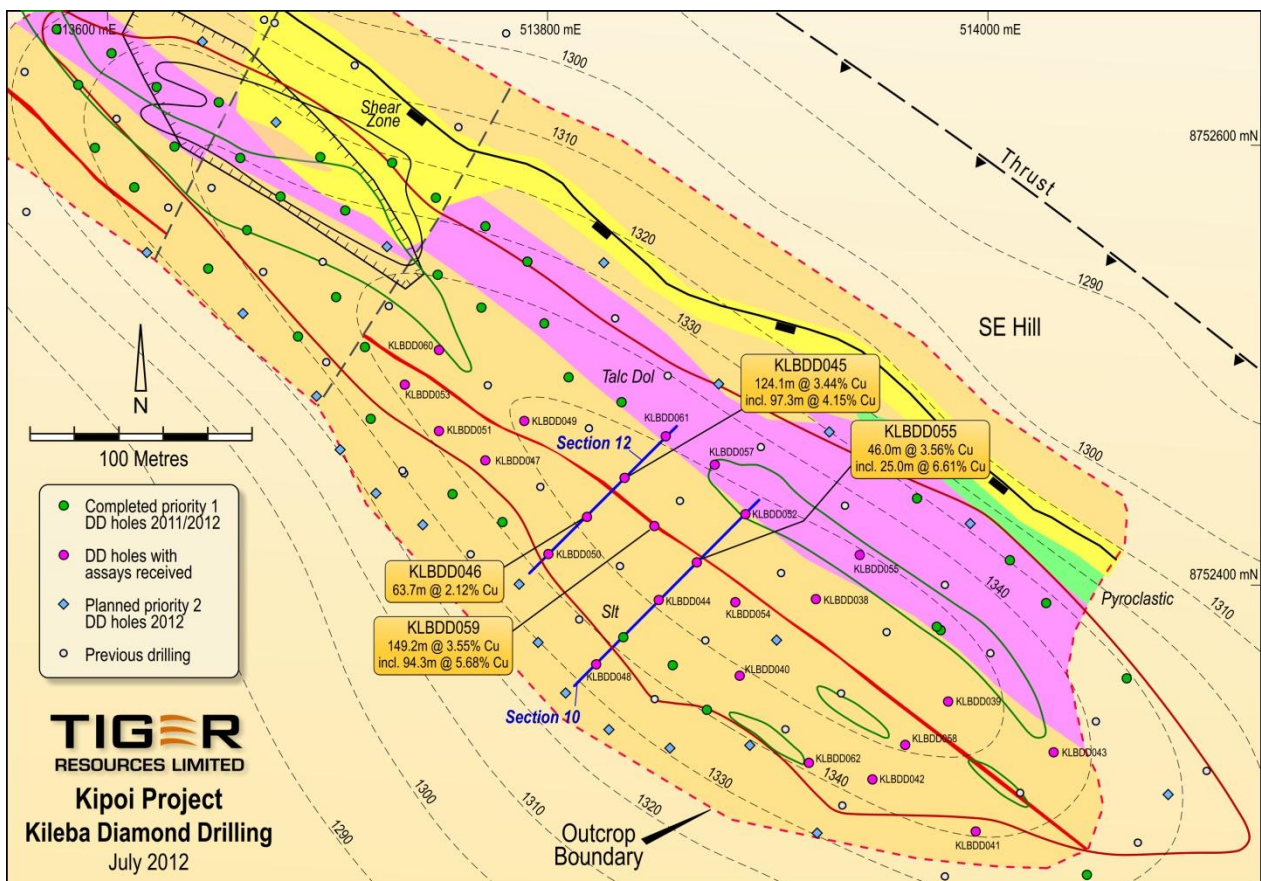 513600 mE
513800 mE
514000 mE
1300
1310
Shear
Zone
8752600 mN
Thrust
1320
1290
1330
SE Hill
N
100 Metres
KLBDD060
KLBDD053
KLBDD051
KLBDD049
KLBDD047
Talc Dol
KLBDD061
Section 12
KLBDD045
124.1m @ 3.44% Cu
incl. 97.3m @ 4.15% Cu
KLBDD055
46.0m @ 3.56% Cu
incl. 25.0m @ 6.61% Cu
KLBDD057
1300
KLBDD052
KLBDD050
KLBDD055
8752400 mN
KLBDD046
63.7m @ 2.12% Cu
KLBDD059
149.2m @ 3.55% Cu
incl. 94.3m @ 5.68% Cu
Slt
KLBDD044
KLBDD054
KLBDD038
1340
Pyroclastic
1310
KLBDD048
KLBDD040
KLBDD039
Section 10
KLBDD058
KLBDD043
KLBDD062
KLBDD042
1340
1330
1320
1310
1300
1290
KLBDD041
Outcrop
Boundary
Completed priority 1
DD holes 2011/2012
DD holes with
assays received
Planned priority 2
DD holes 2012
Previous drilling
TIGER
RESOURCES LIMITED
Kipoi Project
Kileba Diamond Drilling
July 2012